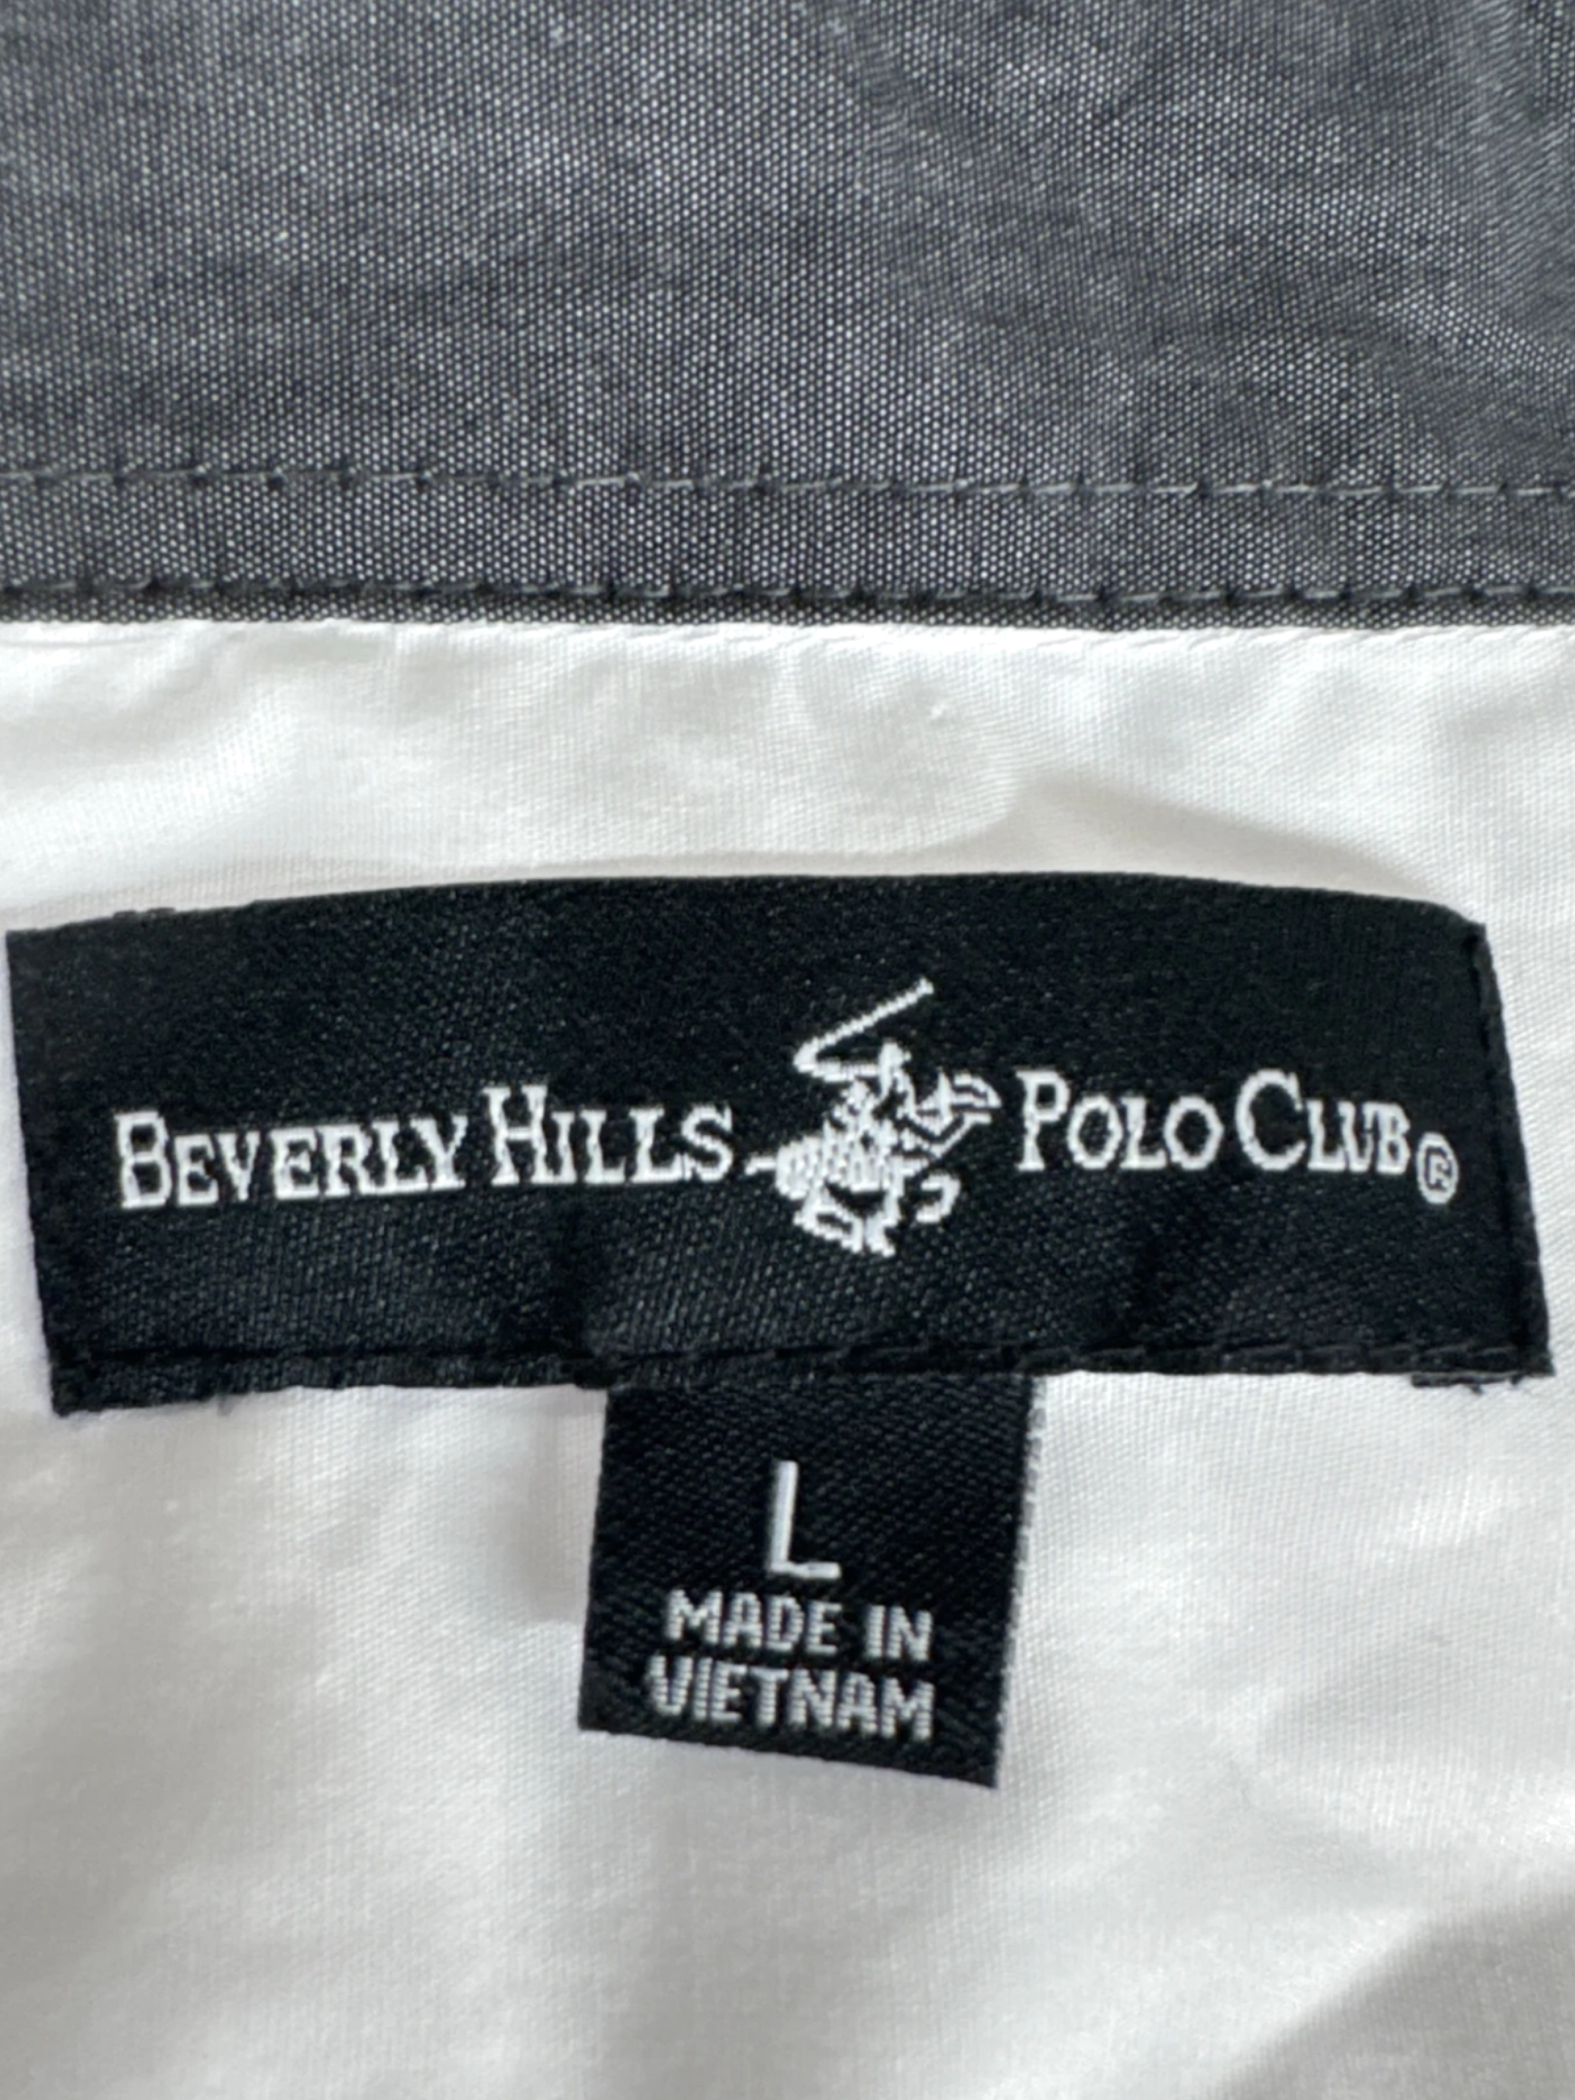 BEVERLY HILLS POLO CLUB®
L
MADE IN
VIETNAM